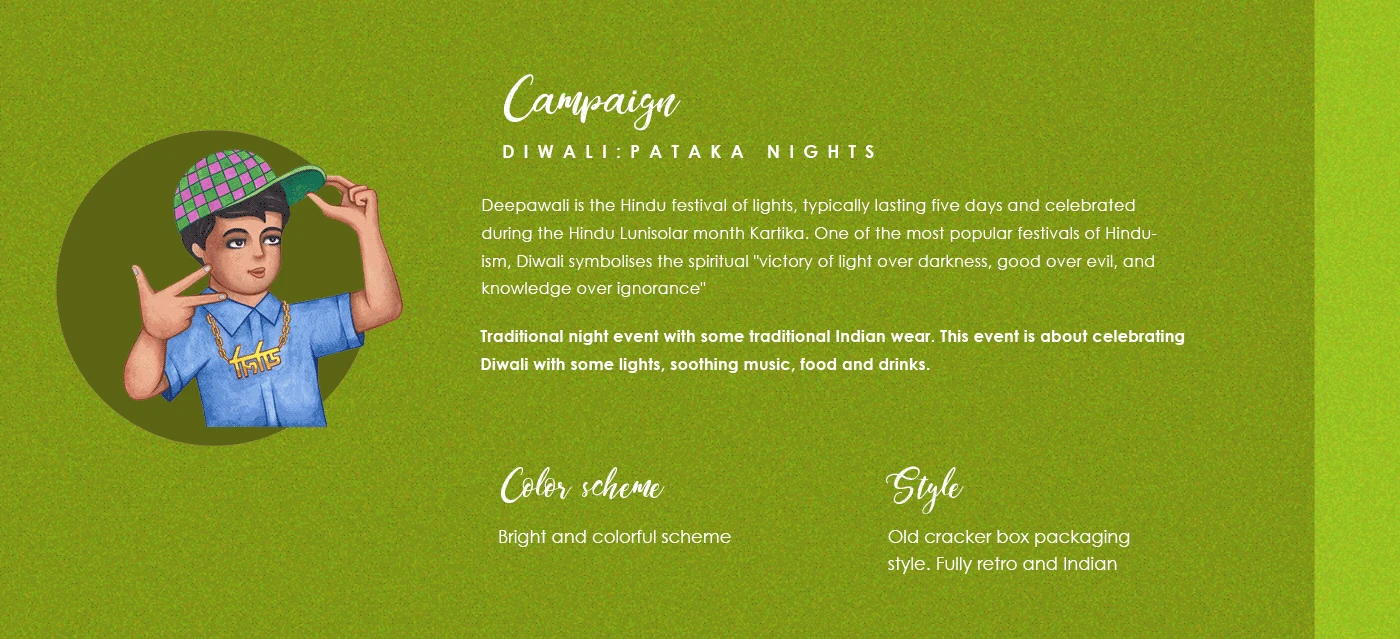 Campaign
DIWALI:PATAKA NIGHTS
Deepawali is the Hindu festival of lights, typically lasting five days and celebrated
during the Hindu Lunisolar month Kartika. One of the most popular festivals of Hindu-
ism, Diwali symbolises the spiritual "victory of light over darkness, good over evil, and
knowledge over ignorance"
Traditional night event with some traditional Indian wear. This event is about celebrating
Diwali with some lights, soothing music, food and drinks.
Color scheme
Bright and colorful scheme
Style
Old cracker box packaging
style. Fully retro and Indian